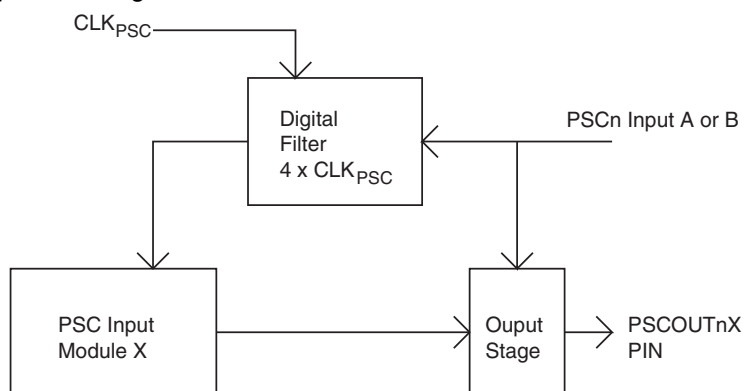 CLKPSC
Digital
Filter
4 x CLKPSC
PSCn Input A or B
PSC Input
Module X
Ouput
Stage
PSCOUTnX
PIN